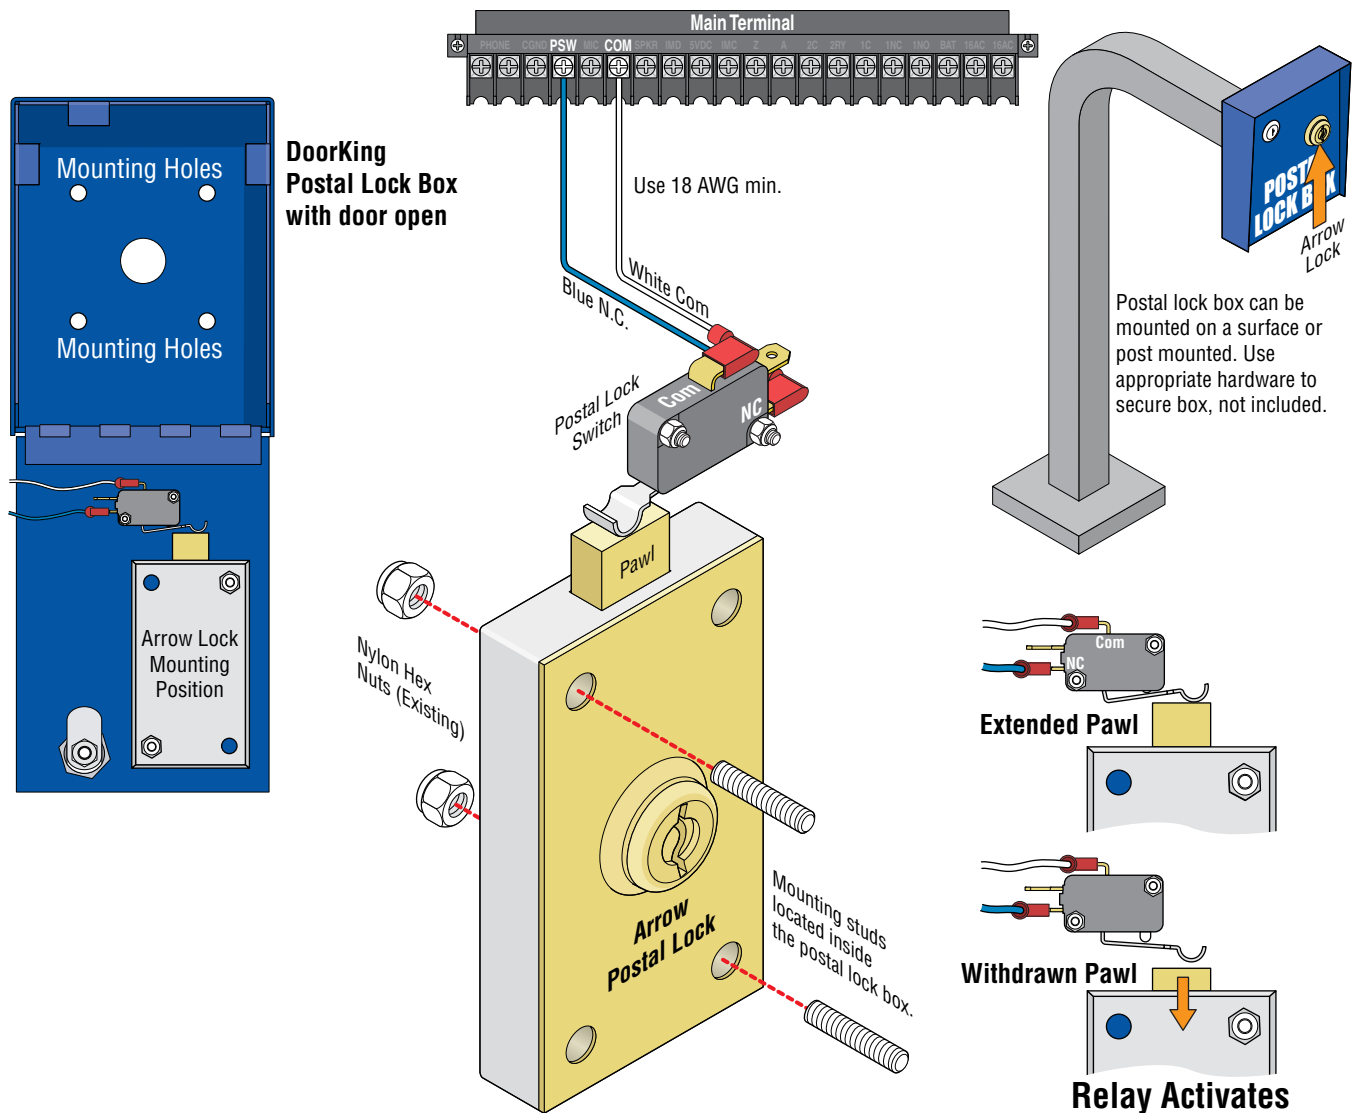 Main Terminal
PHONE CGND PSW MIC COM SPKR IMD 5VDC IMC Z A 2C 2RY 1C 1NC 1NO BAT 16AC 16AC
DoorKing
Postal Lock Box
with door open
Mounting Holes
Mounting Holes
Arrow Lock
Mounting
Position
Use 18 AWG min.
White Com
Blue N.C.
Postal Lock
Switch
Com
NC
Pawl
Nylon Hex
Nuts (Existing)
Arrow
Postal Lock
Mounting studs
located inside
the postal lock box.
POST
LOCK B X
Arrow
Lock
Postal lock box can be
mounted on a surface or
post mounted. Use
appropriate hardware to
secure box, not included.
Com
NC
Extended Pawl
Withdrawn Pawl
Relay Activates